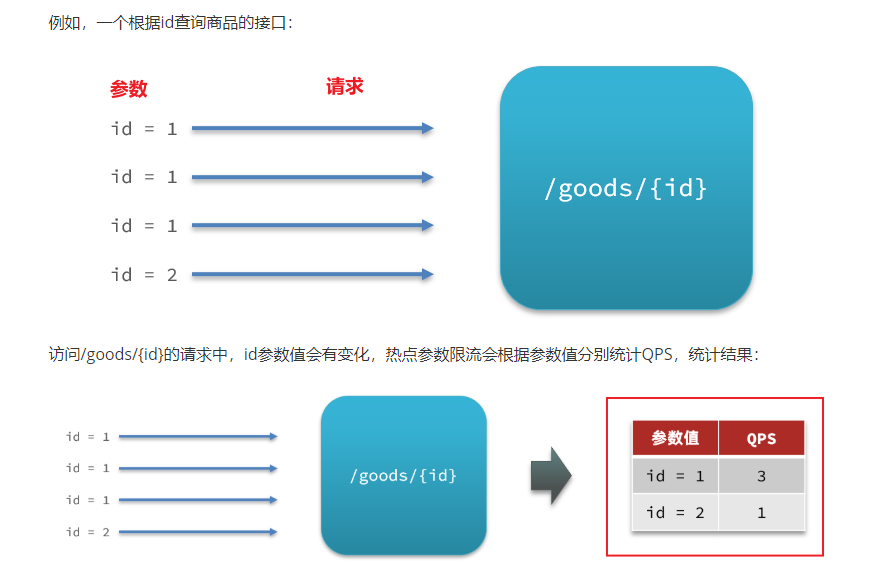 例如，一个根据id查询商品的接口：
参数 请求
id = 1
id = 1
id = 1
id = 2
/goods/{id}
访问/goods/{id}的请求中，id参数值会有变化，热点参数限流会根据参数值分别统计QPS，统计结果：
id = 1
id = 1
id = 1
id = 2
/goods/{id}
参数值 QPS
id = 1 3
id = 2 1